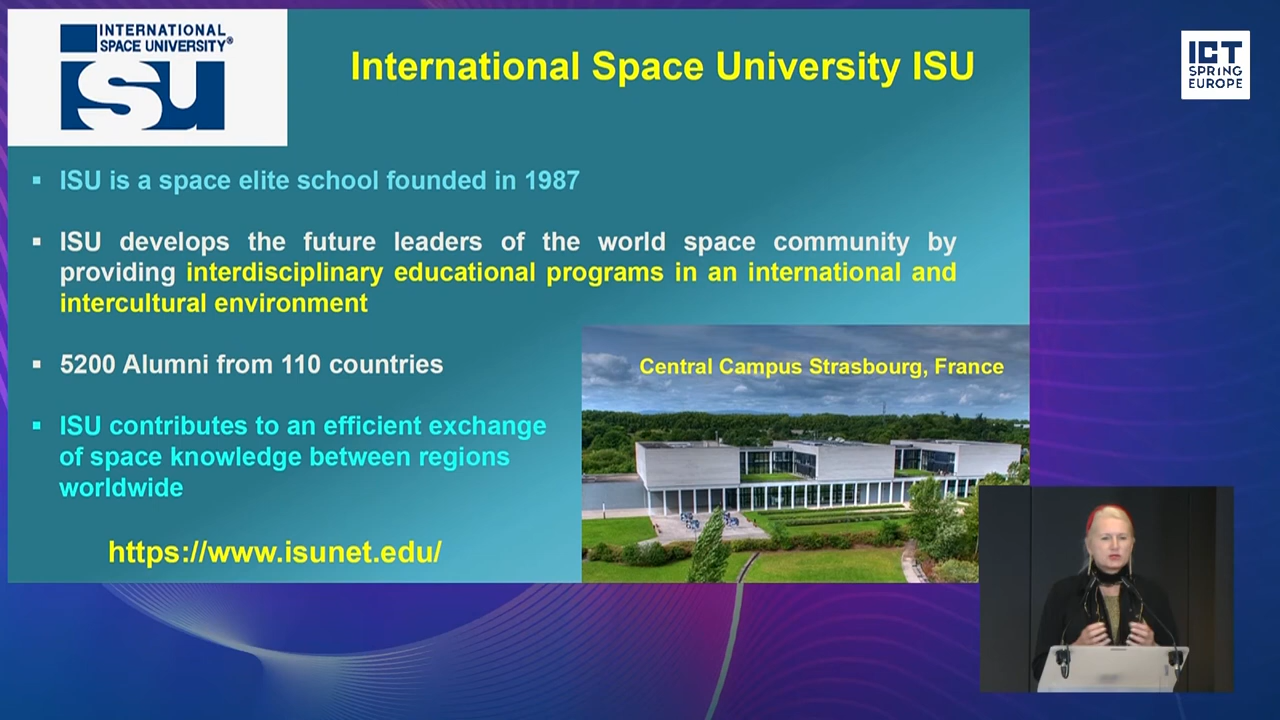 INTERNATIONAL
SPACE UNIVERSITY®
isu
International Space University ISU
ICT
SPRING
EUROPE
▪ ISU is a space elite school founded in 1987
▪ ISU develops the future leaders of the world space community by
providing interdisciplinary educational programs in an international and
intercultural environment
▪ 5200 Alumni from 110 countries
Central Campus Strasbourg, France
▪ ISU contributes to an efficient exchange
of space knowledge between regions
worldwide
https://www.isunet.edu/